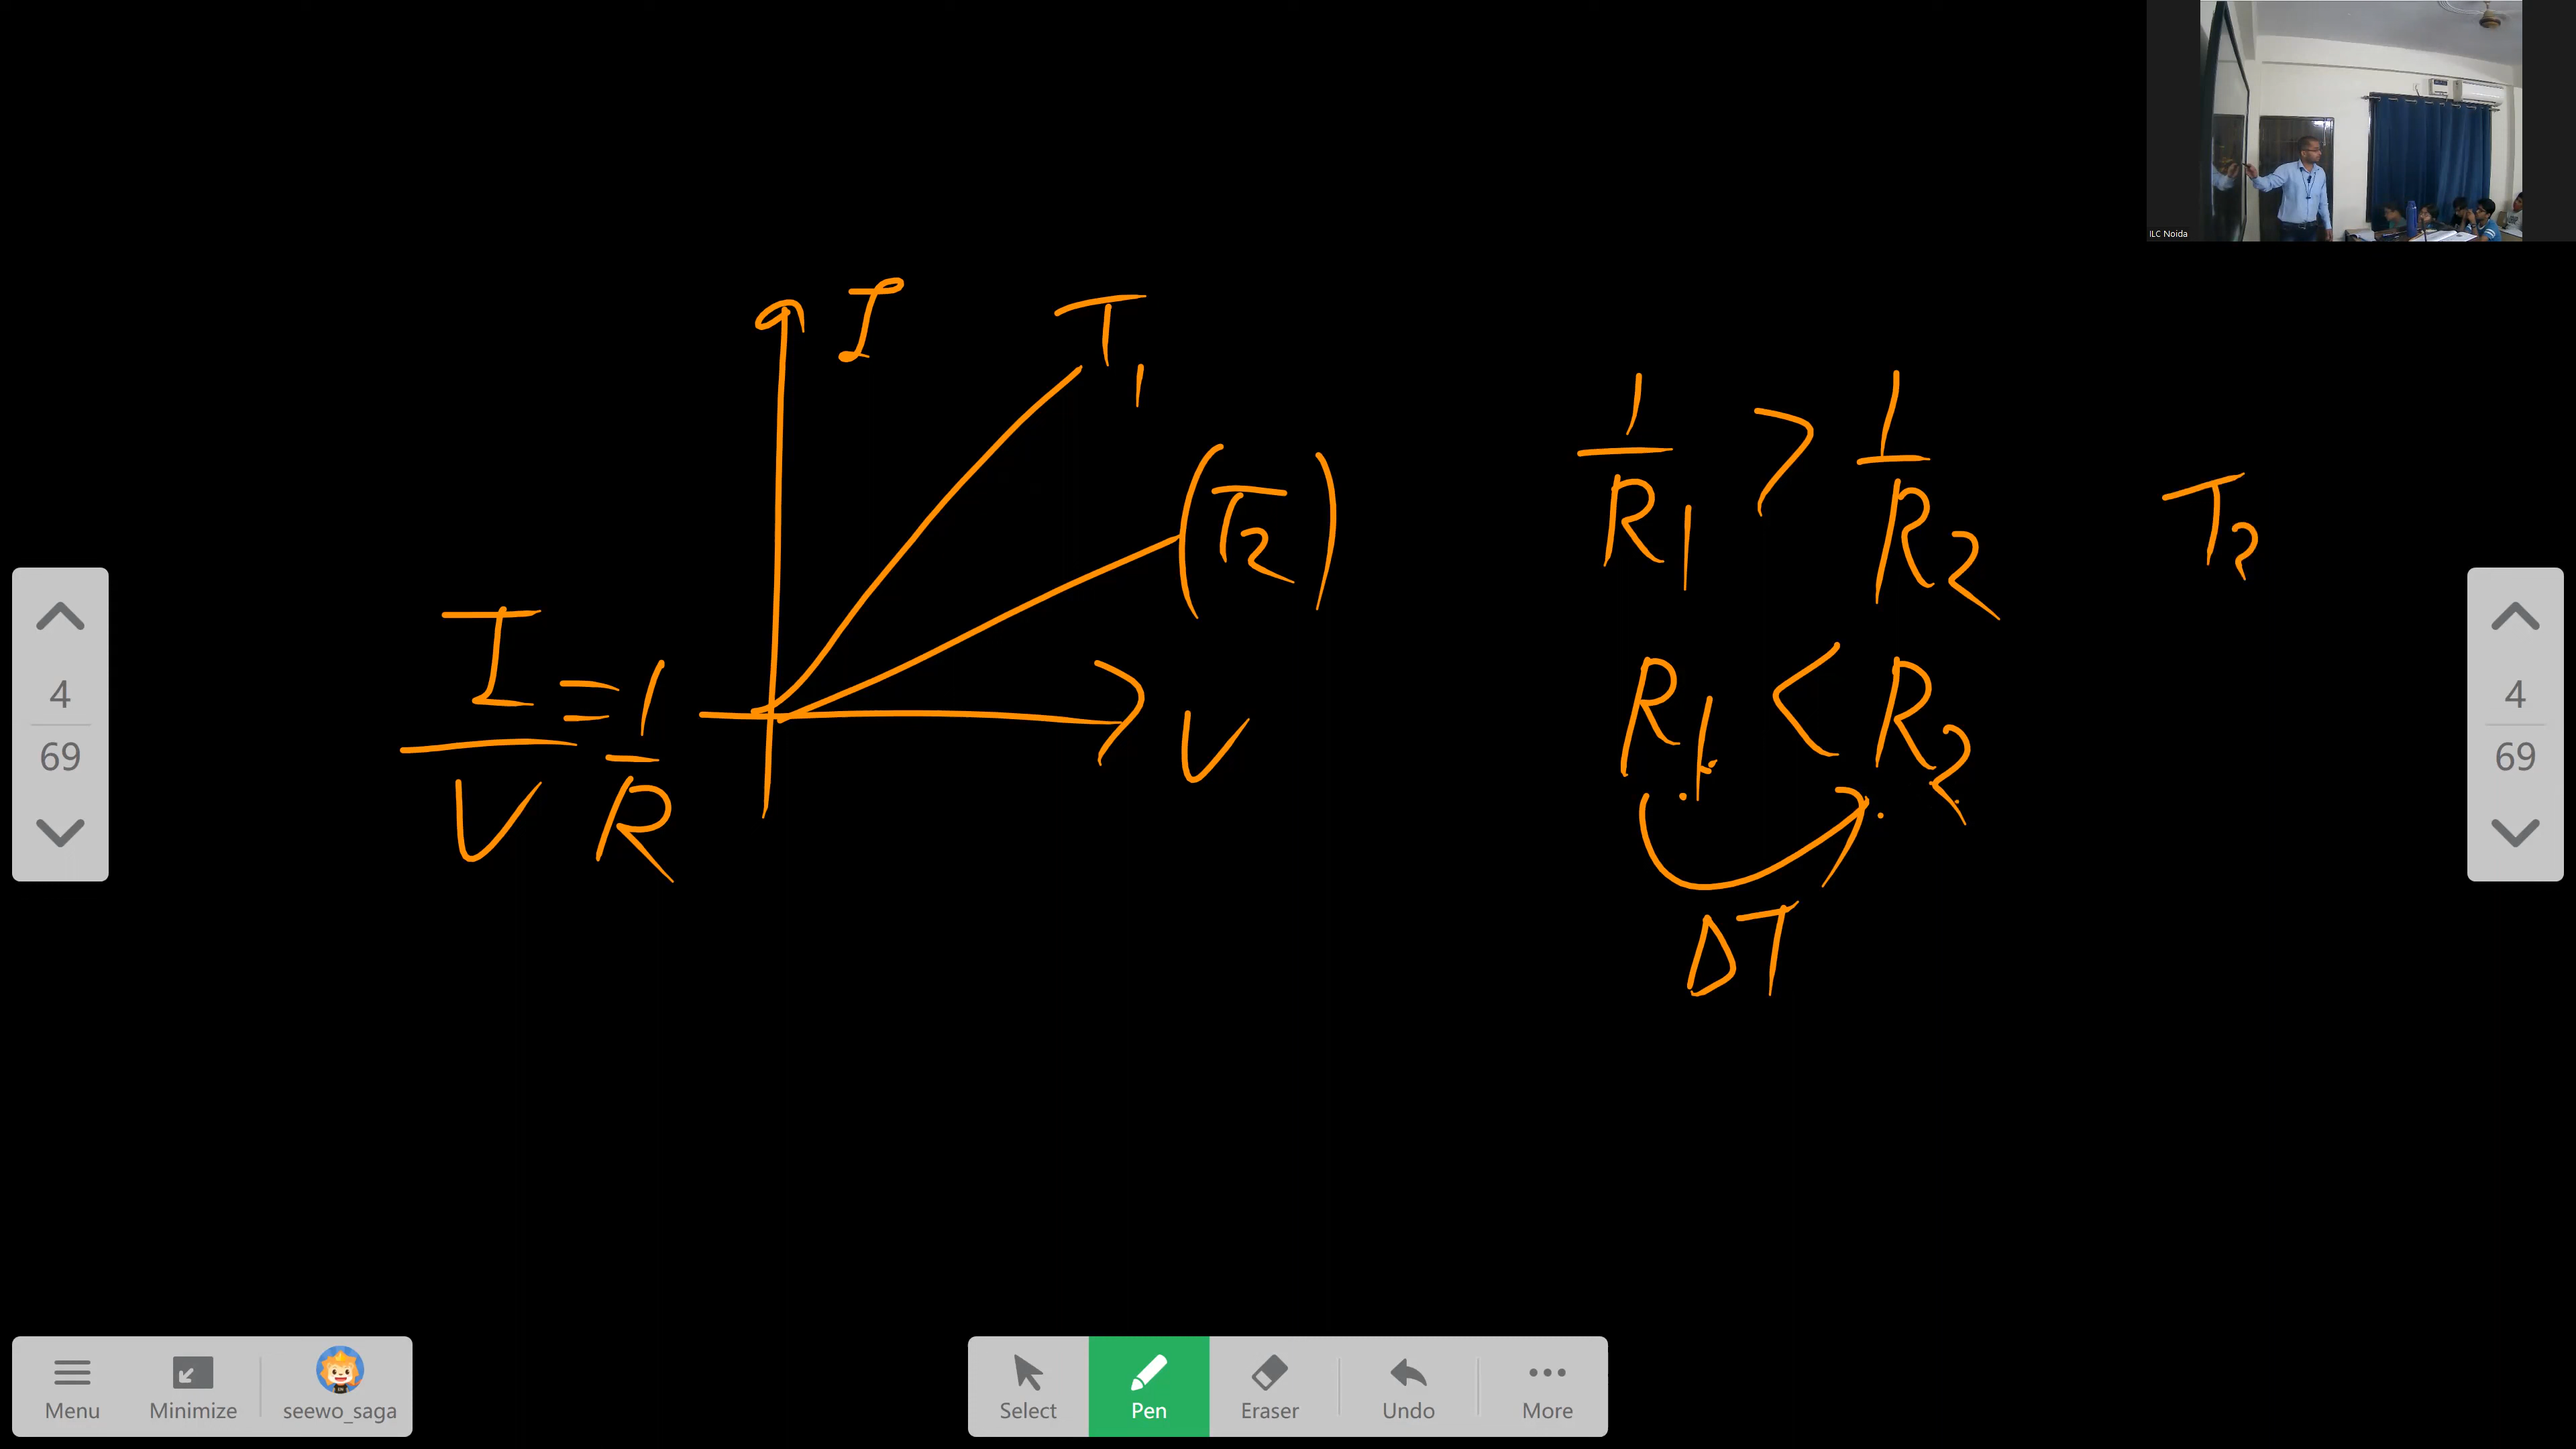 ILC Noida
I
T1
(T2)
V
I/V = 1/R
1/R1 > 1/R2
T2
R1 < R2
ΔT
4
69
4
69
Menu
Minimize
seewo_saga
Select
Pen
Eraser
Undo
More